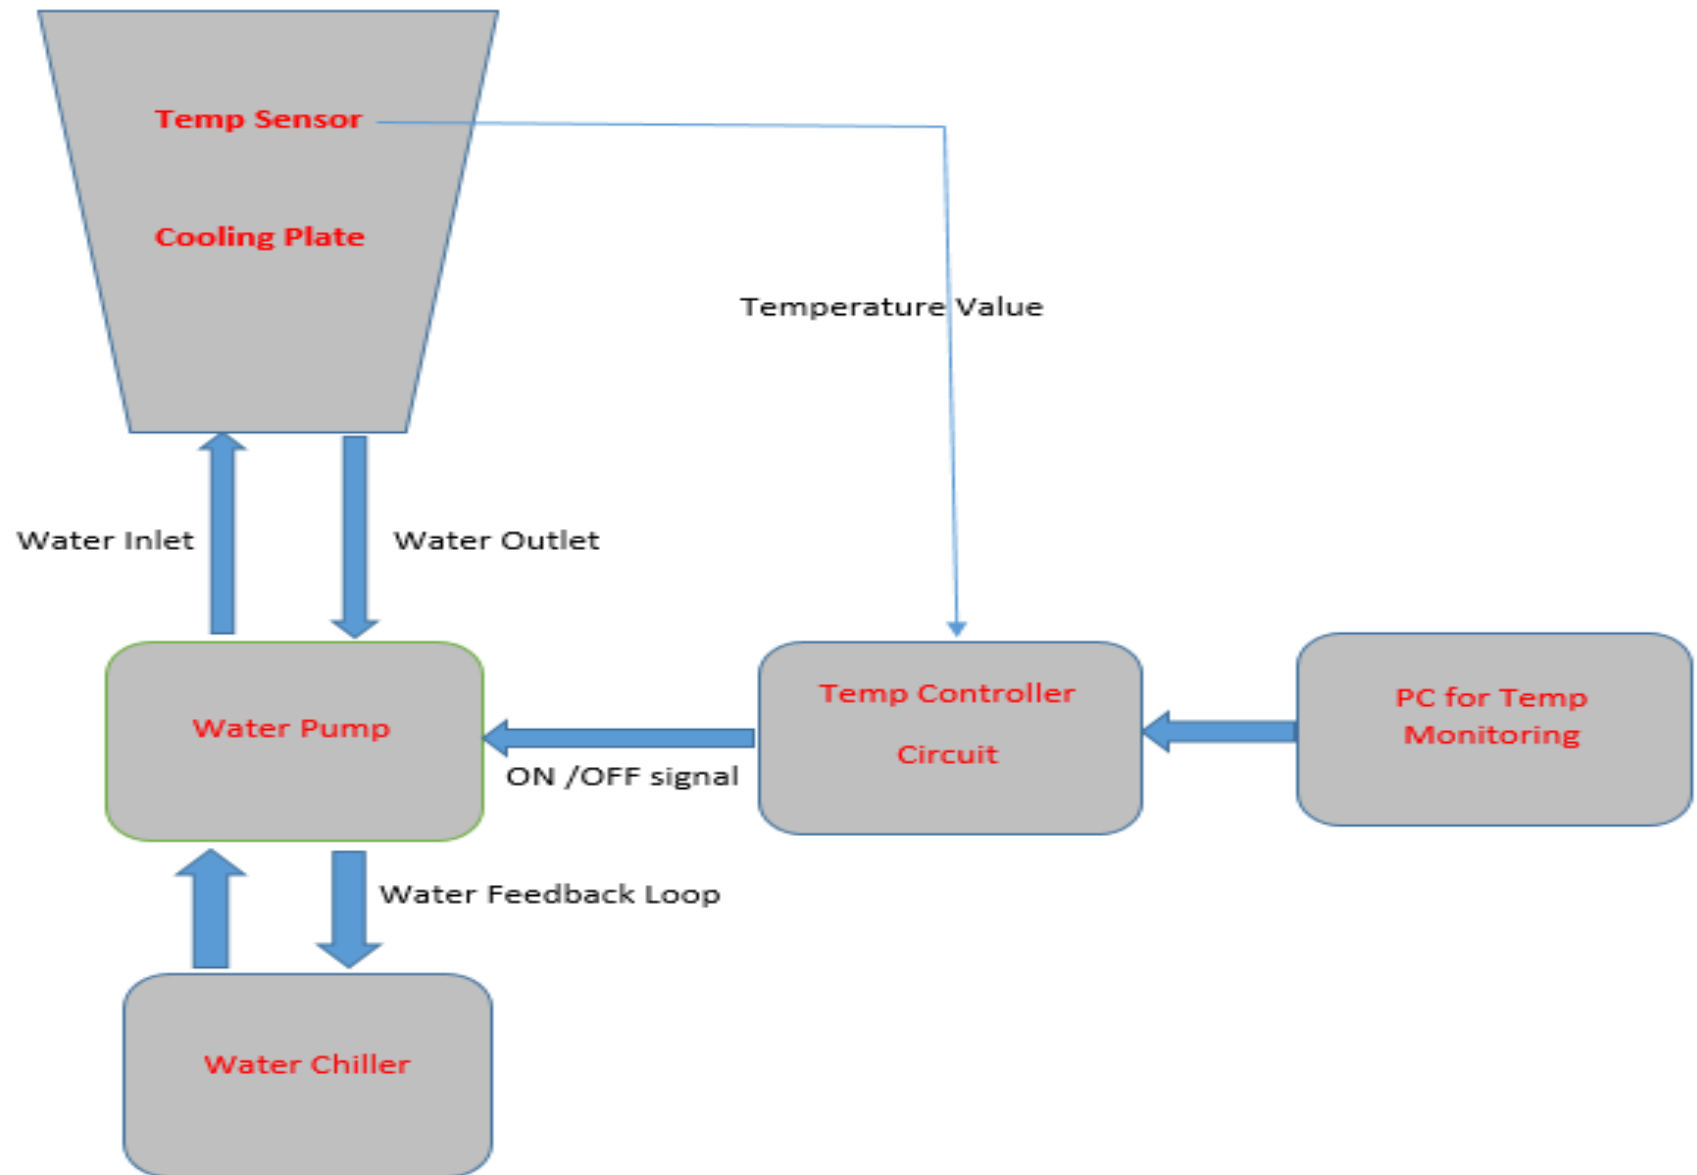 Temp Sensor
Cooling Plate
Temperature Value
Water Inlet
Water Outlet
Water Pump
ON /OFF signal
Temp Controller
Circuit
PC for Temp
Monitoring
Water Feedback Loop
Water Chiller